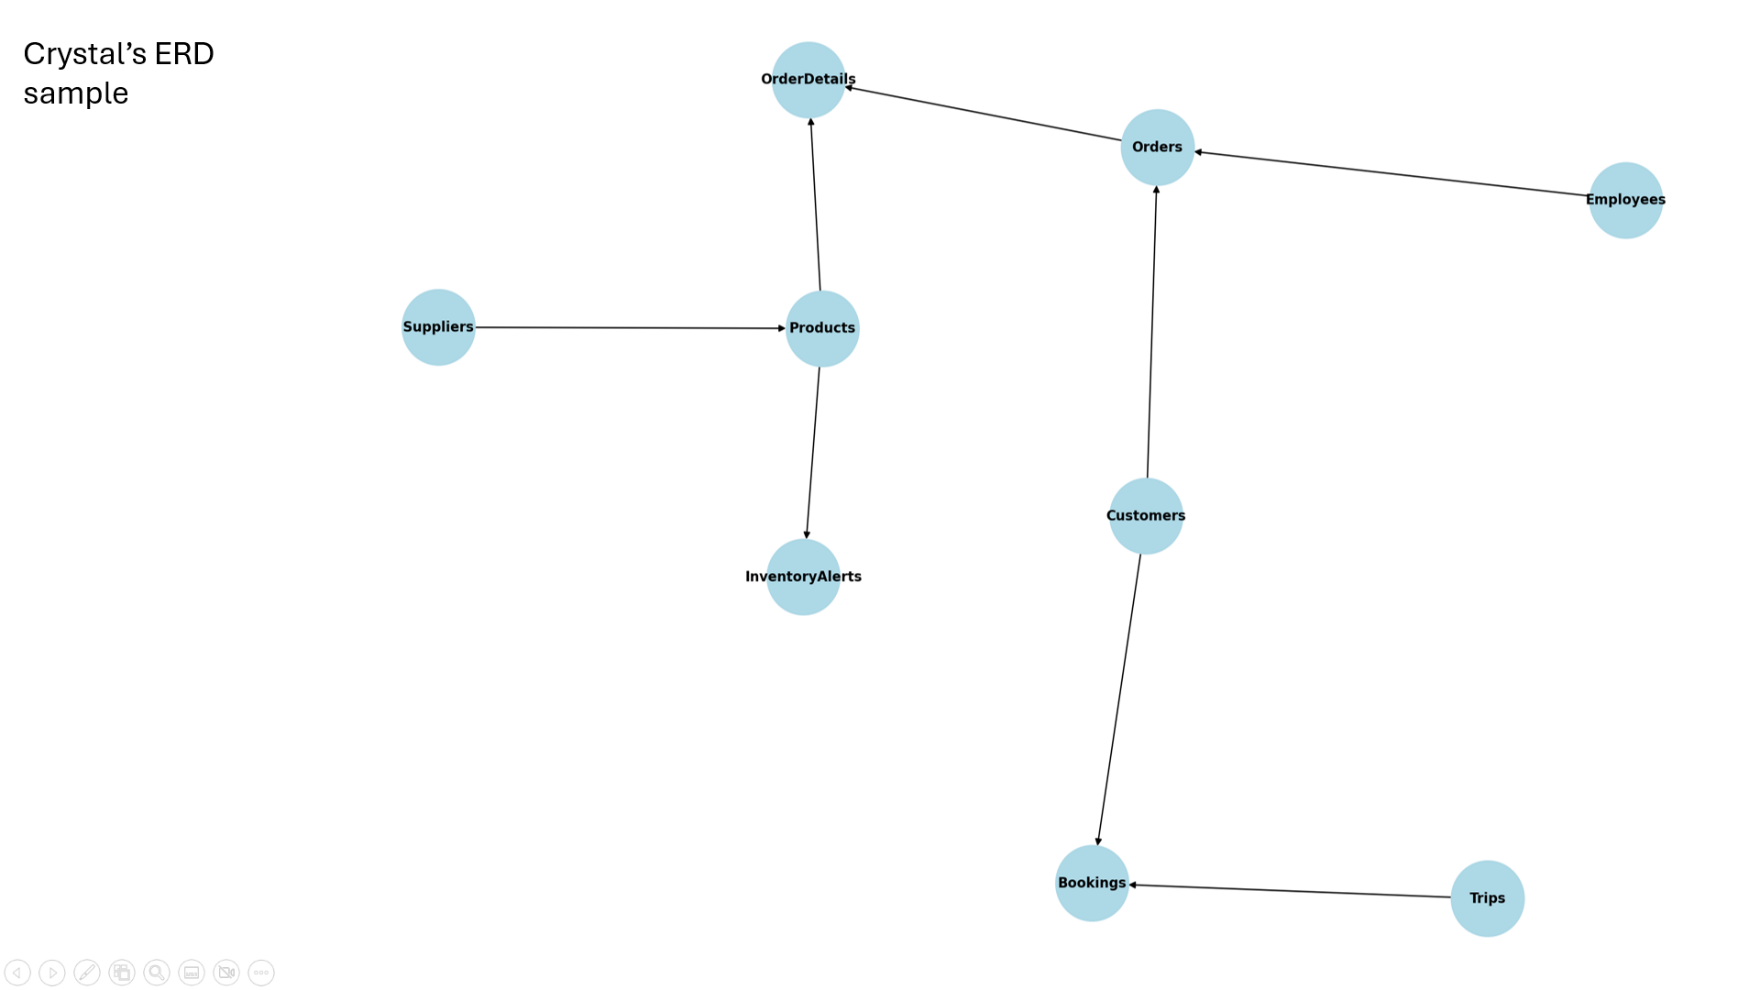 Crystal’s ERD
sample
OrderDetails
Orders
Employees
Suppliers
Products
Customers
InventoryAlerts
Bookings
Trips